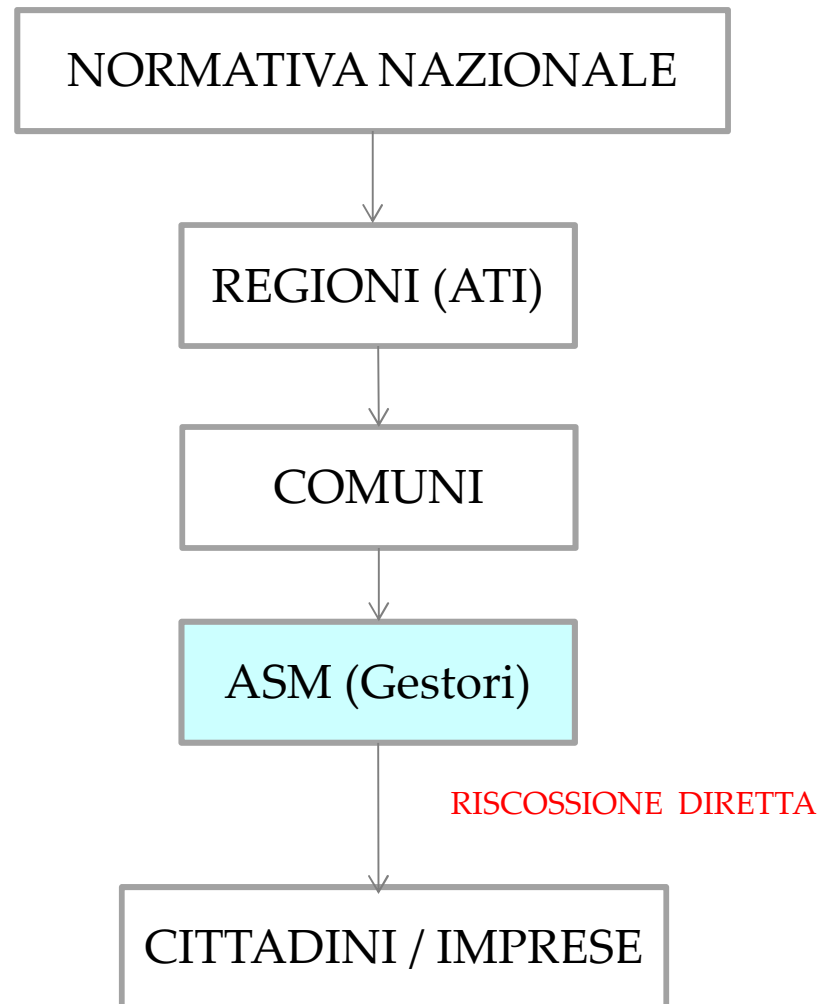 NORMATIVA NAZIONALE
REGIONI (ATI)
COMUNI
ASM (Gestori)
RISCOSSIONE DIRETTA
CITTADINI / IMPRESE